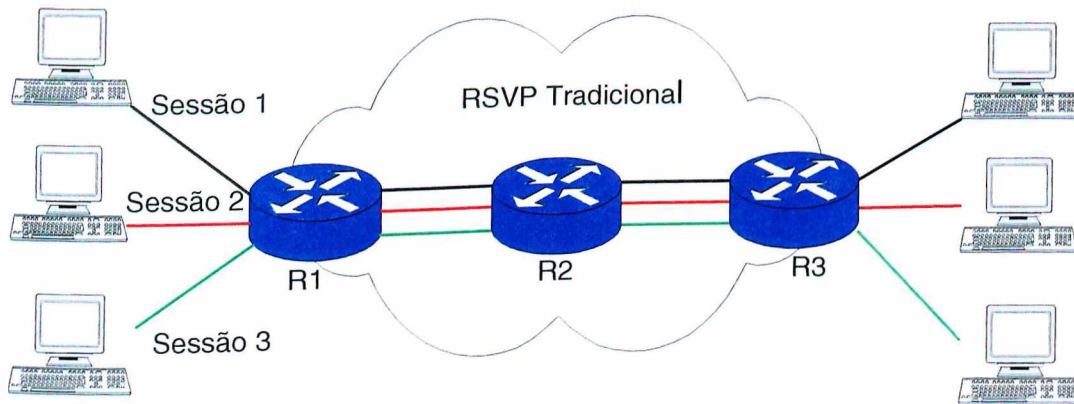 RSVP Tradicional
Sessão 1
Sessão 2
Sessão 3
R1
R2
R3